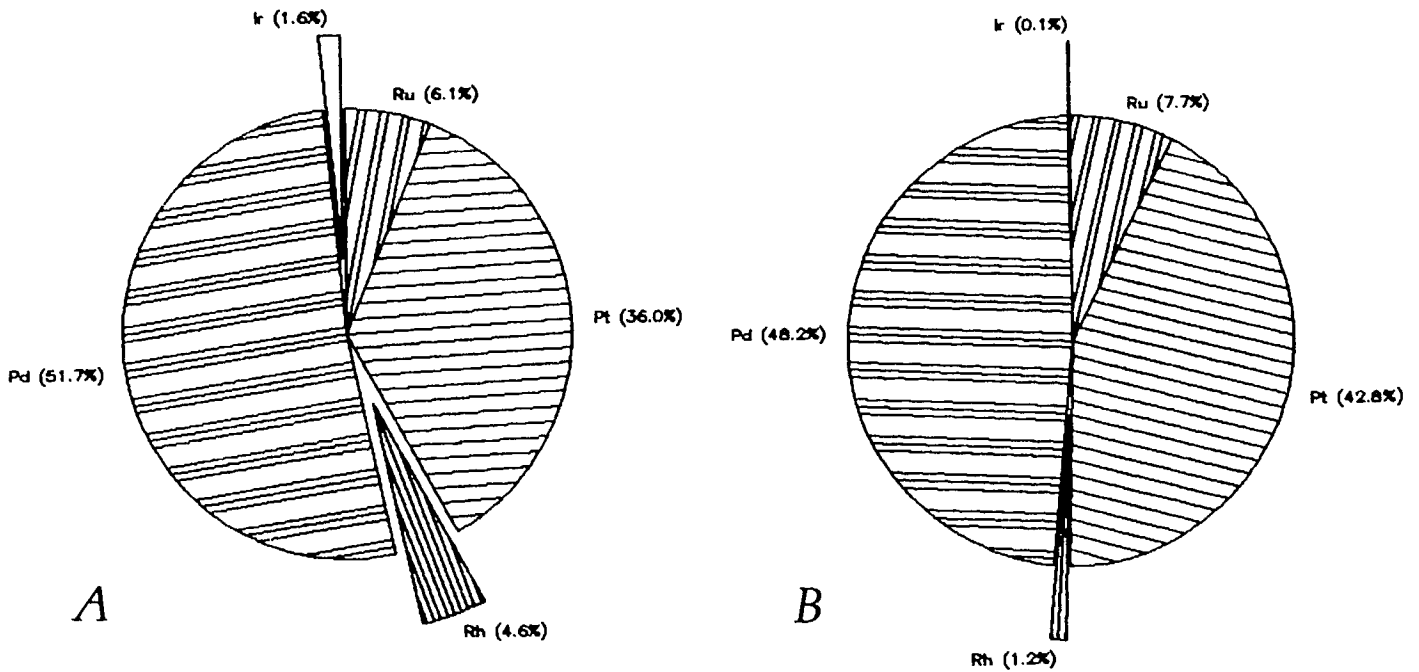 Ir (1.6%)
Ru (6.1%)
Pt (36.0%)
Pd (51.7%)
Rh (4.6%)
A
Ir (0.1%)
Ru (7.7%)
Pd (48.2%)
Pt (42.8%)
Rh (1.2%)
B